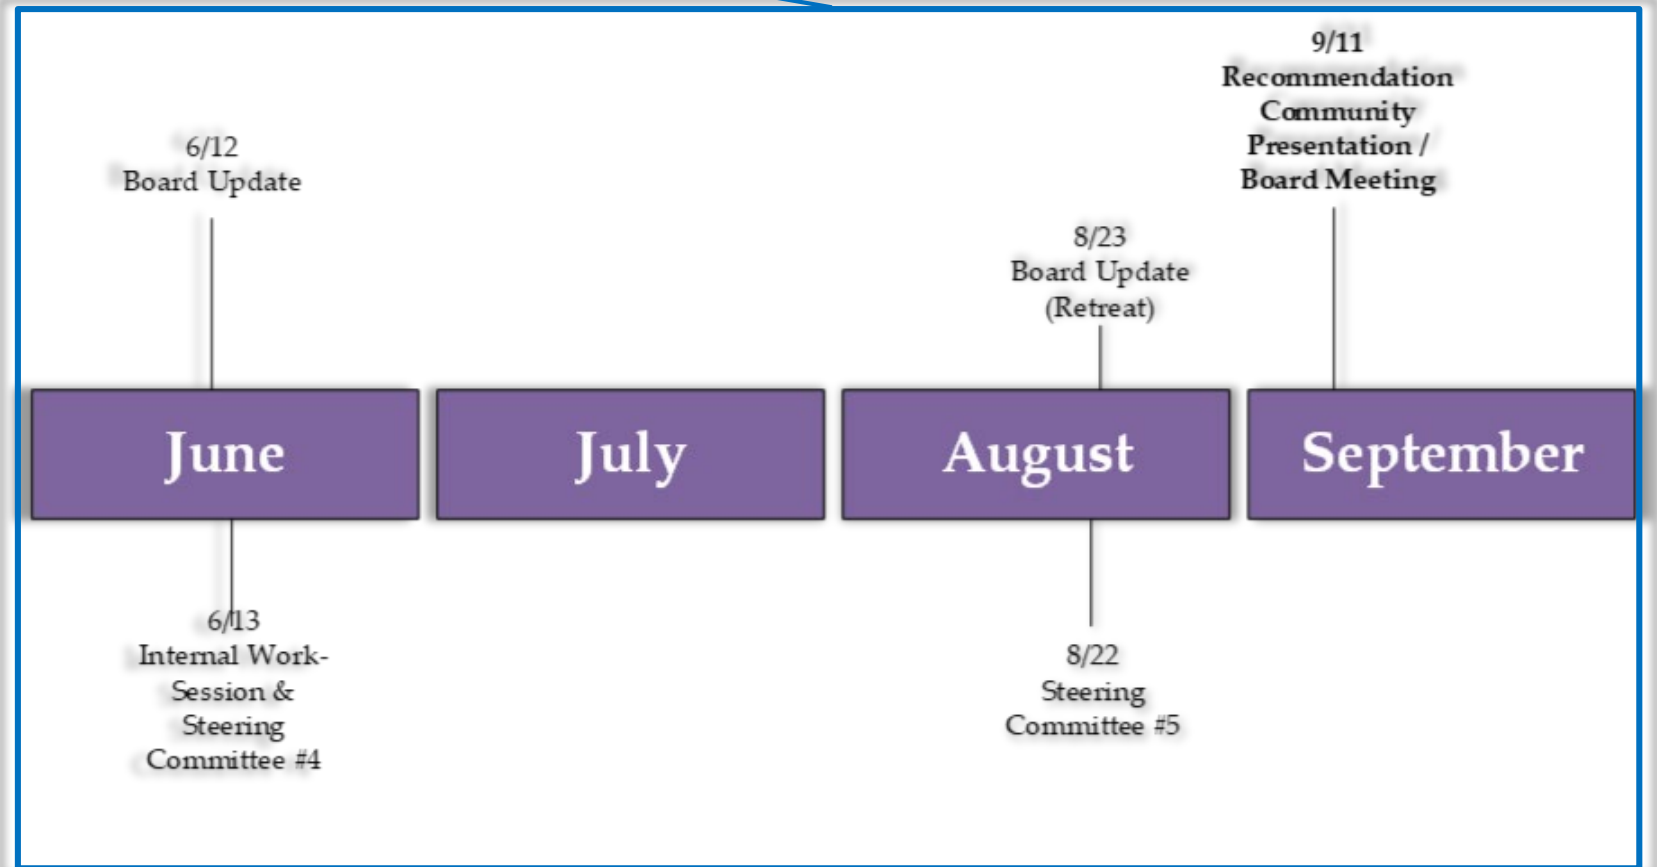 9/11
Recommendation
Community
Presentation /
Board Meeting
6/12
Board Update
8/23
Board Update
(Retreat)
June
July
August
September
6/13
Internal Work-
Session &
Steering
Committee #4
8/22
Steering
Committee #5